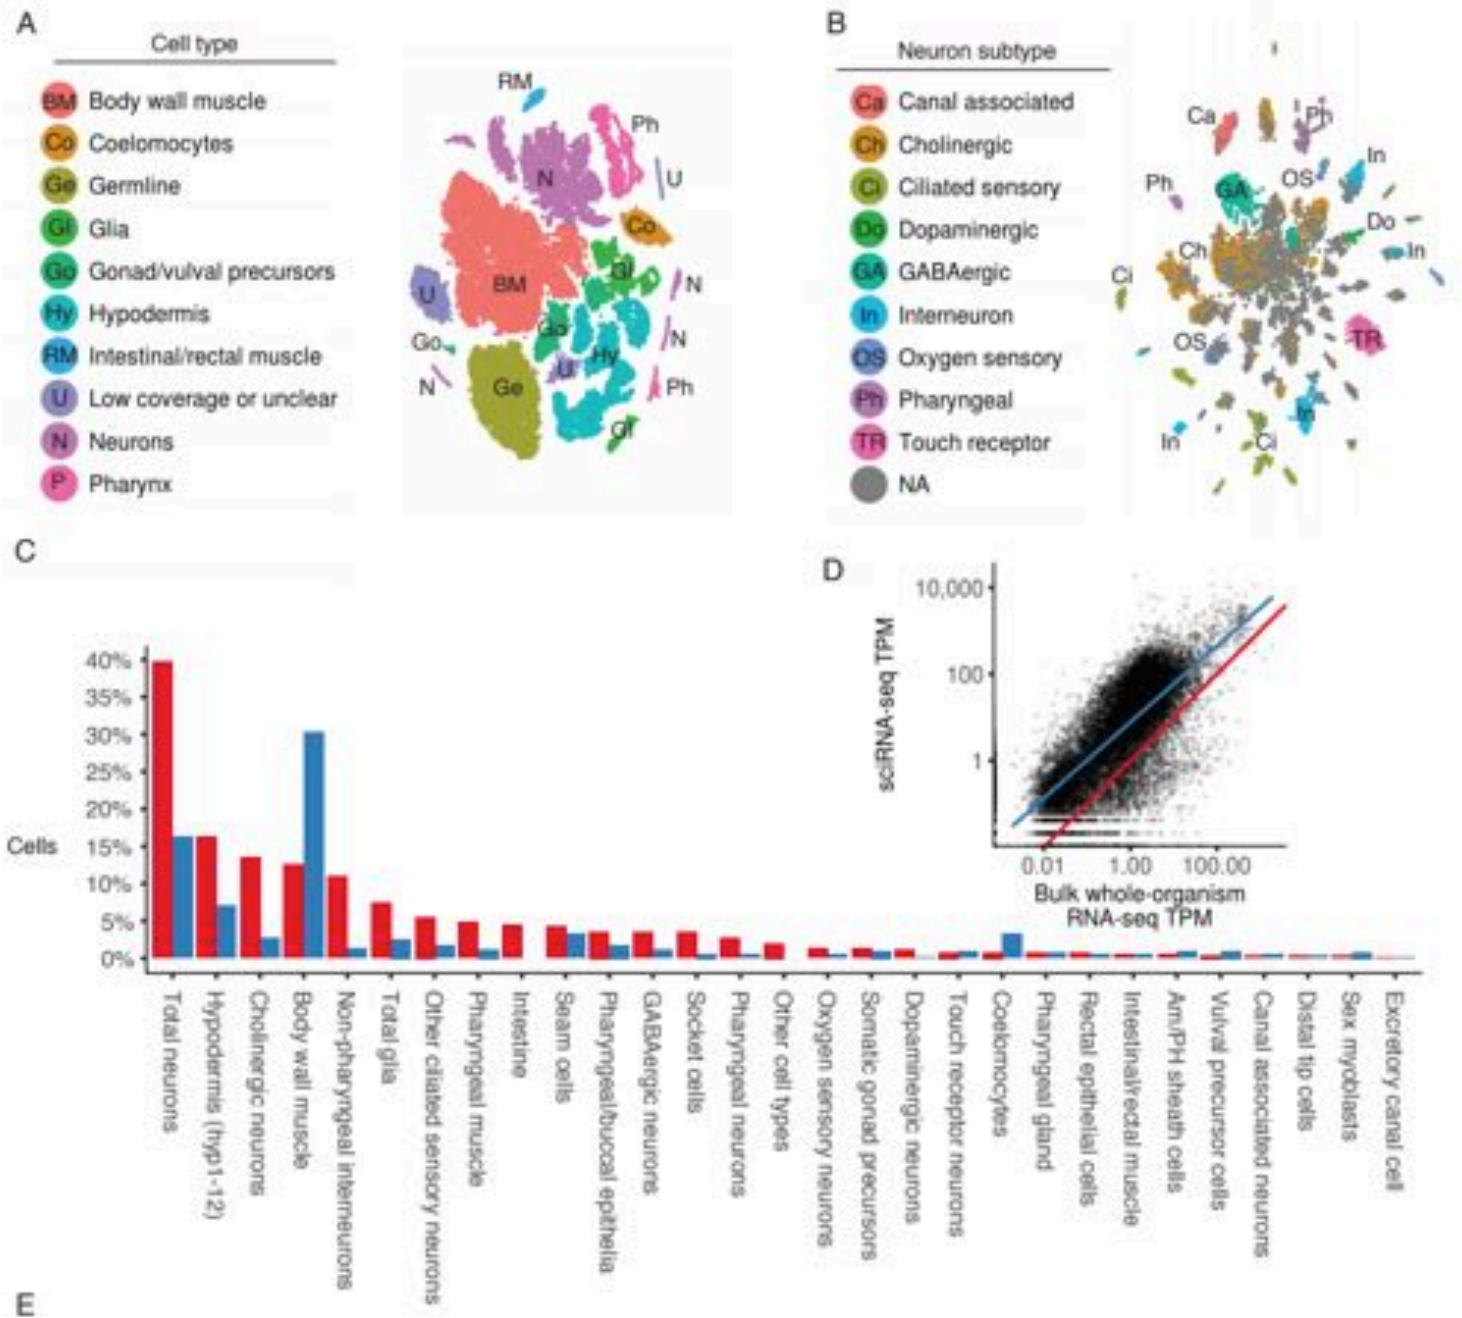 A
Cell type
BM Body wall muscle
Co Coelomocytes
Ge Germline
Gl Glia
Go Gonad/vulval precursors
Hy Hypodermis
RM Intestinal/rectal muscle
U Low coverage or unclear
N Neurons
P Pharynx
RM
Ph
N
U
Co
Gl
BM
N
U
Go
Go
N
Hy
U
N
Ge
Ph
Gl
B
Neuron subtype
Ca Canal associated
Ch Cholinergic
Ci Ciliated sensory
Do Dopaminergic
GA GABAergic
In Interneuron
OS Oxygen sensory
Ph Pharyngeal
TR Touch receptor
NA
Ca
Ph
In
Ph
GA
OS
Do
Ch
In
Ci
OS
TR
In
In
Ci
C
40%
35%
30%
25%
20%
15%
10%
5%
0%
Cells
Total neurons
Hypodermis (hyp1-12)
Cholinergic neurons
Body wall muscle
Non-pharyngeal interneurons
Total glia
Other ciliated sensory neurons
Pharyngeal muscle
Intestine
Seam cells
Pharyngeal/buccal epithelia
GABAergic neurons
Socket cells
Pharyngeal neurons
Other cell types
Oxygen sensory neurons
Somatic gonad precursors
Dopaminergic neurons
Touch receptor neurons
Coelomocytes
Pharyngeal gland
Rectal epithelial cells
Intestinal/rectal muscle
Am/PH sheath cells
Vulval precursor cells
Canal associated neurons
Distal tip cells
Sex myoblasts
Excretory canal cell
D
10,000
100
1
sciRNA-seq TPM
0.01 1.00 100.00
Bulk whole-organism
RNA-seq TPM
E